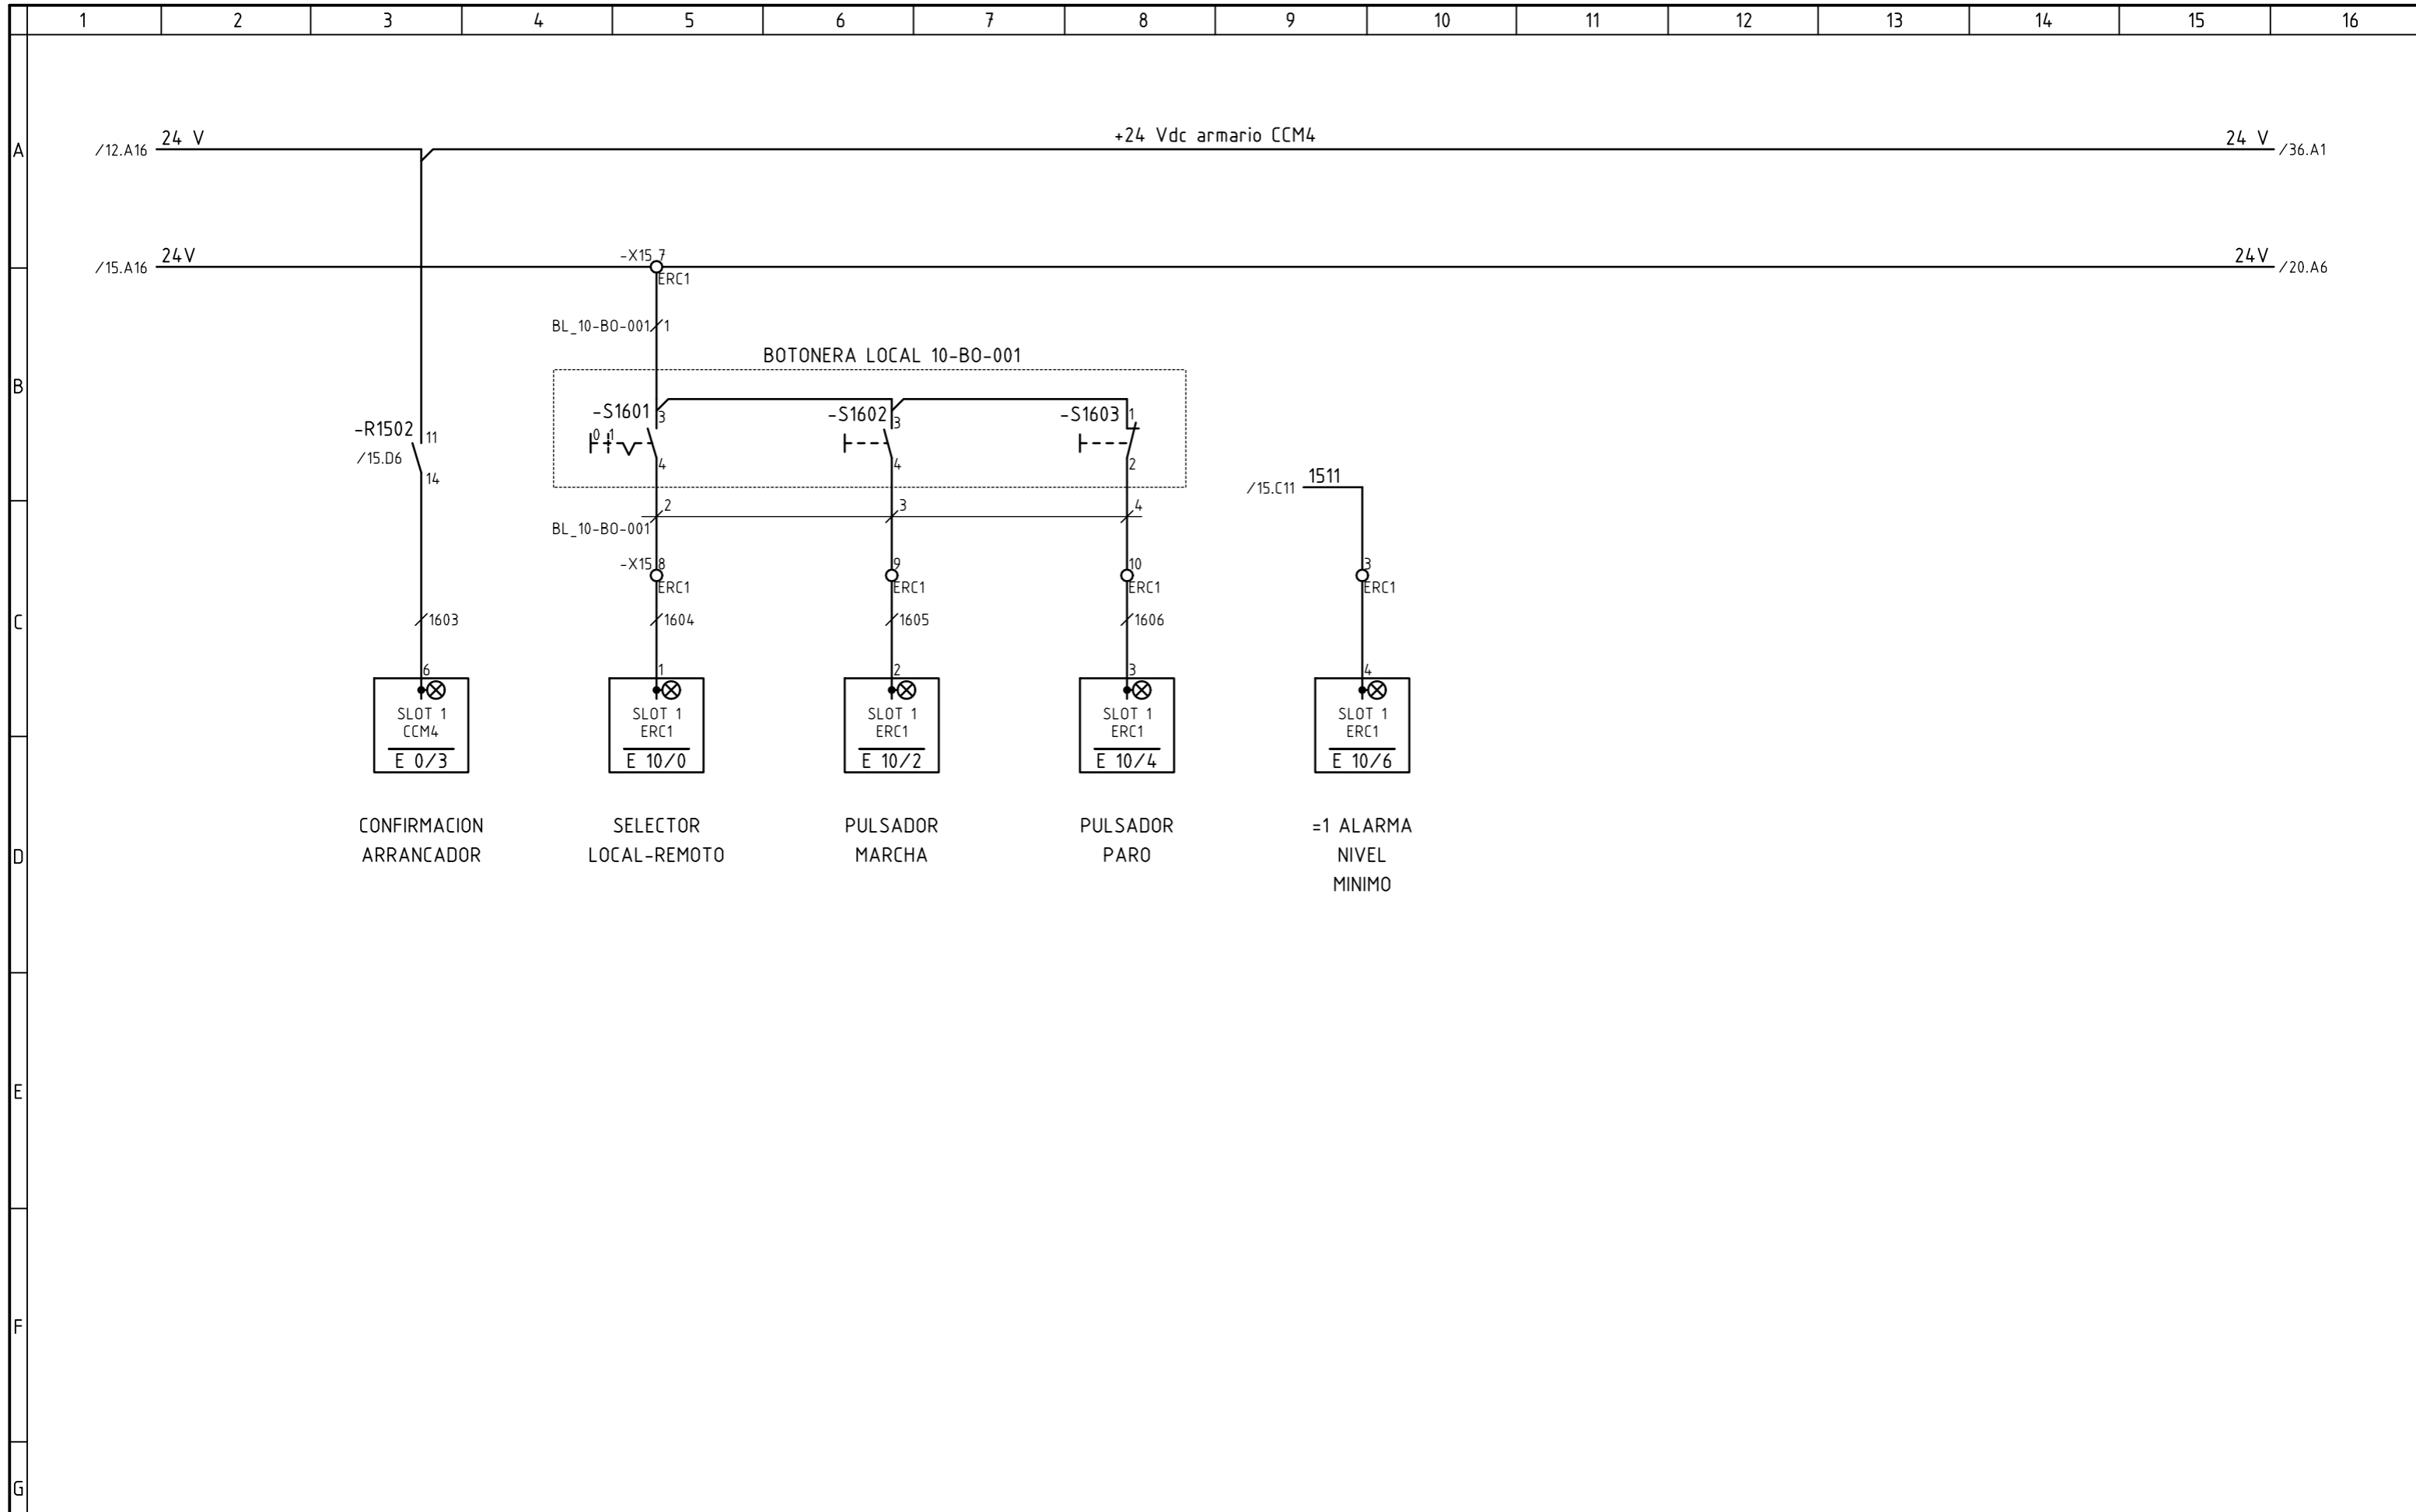 1 2 3 4 5 6 7 8 9 10 11 12 13 14 15 16
A
/12.A16 24 V
+24 Vdc armario CCM4
24 V /36.A1
/15.A16 24V
-X15 7
ERC1
24V /20.A6
BL_10-BO-001 1
BOTONERA LOCAL 10-BO-001
B
-R1502 11
/15.D6
14
-S1601 3
0 1
4
-S1602 3
4
-S1603 1
2
/15.C11 1511
2 3 4
BL_10-BO-001
-X15 8
ERC1
9
ERC1
10
ERC1
3
ERC1
C
1603 1604 1605 1606
6
SLOT 1
CCM4
E 0/3
1
SLOT 1
ERC1
E 10/0
2
SLOT 1
ERC1
E 10/2
3
SLOT 1
ERC1
E 10/4
4
SLOT 1
ERC1
E 10/6
CONFIRMACION
ARRANCADOR
SELECTOR
LOCAL-REMOTO
PULSADOR
MARCHA
PULSADOR
PARO
=1 ALARMA
NIVEL
MINIMO
D
E
F
G